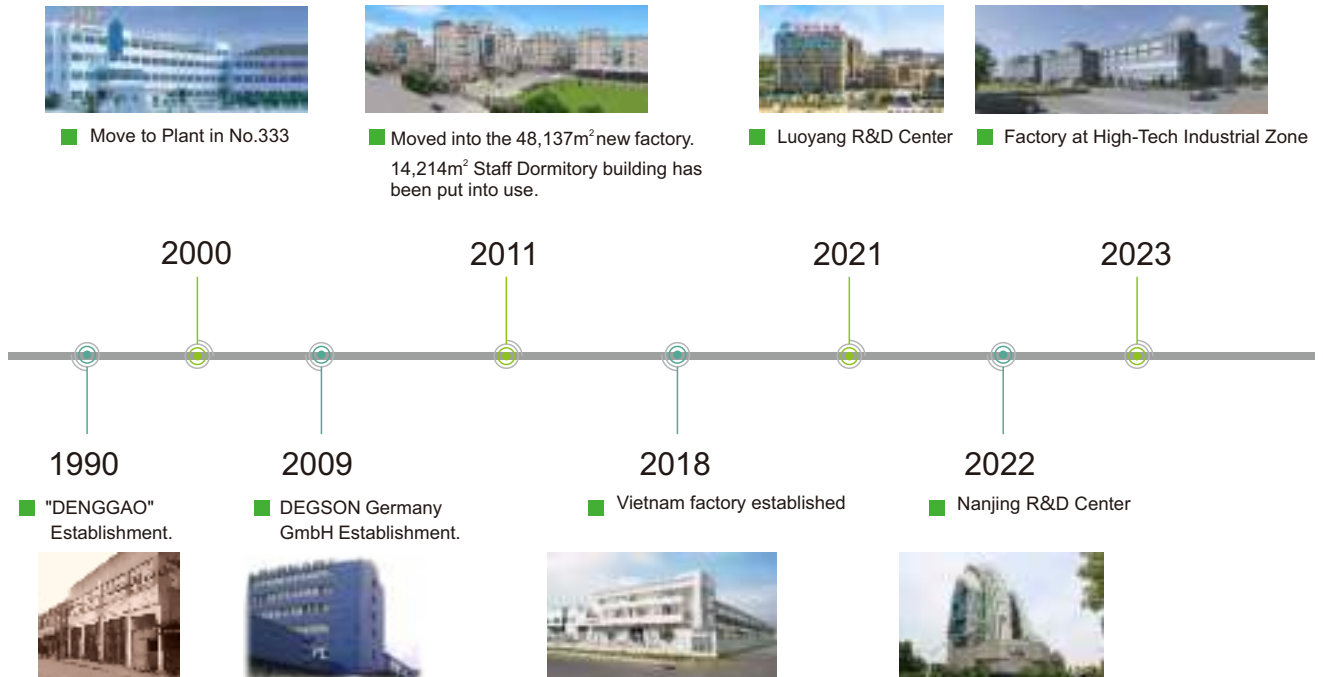 Move to Plant in No.333
Moved into the 48,137m² new factory.
14,214m² Staff Dormitory building has
been put into use.
Luoyang R&D Center
Factory at High-Tech Industrial Zone
2000
2011
2021
2023
1990
2009
2018
2022
"DENGGAO"
Establishment.
DEGSON Germany
GmbH Establishment.
Vietnam factory established
Nanjing R&D Center